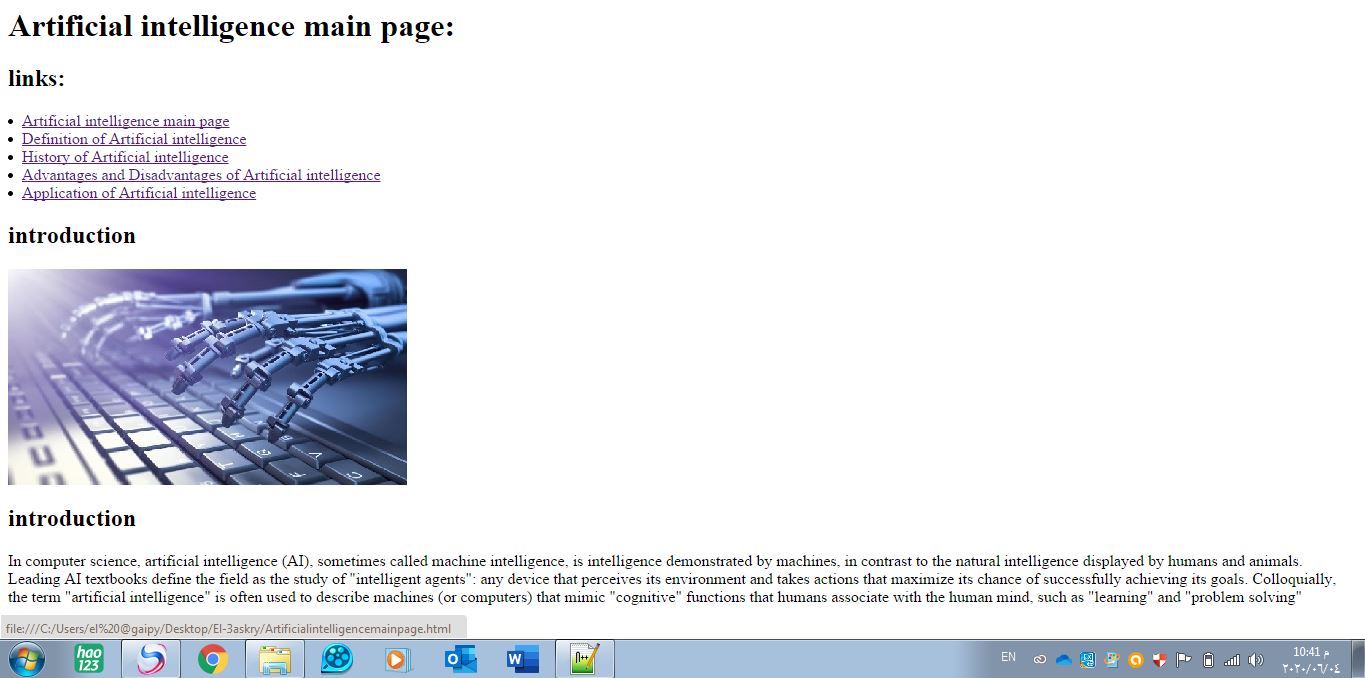 Artificial intelligence main page:
links:
Artificial intelligence main page
Definition of Artificial intelligence
History of Artificial intelligence
Advantages and Disadvantages of Artificial intelligence
Application of Artificial intelligence
introduction
introduction
In computer science, artificial intelligence (AI), sometimes called machine intelligence, is intelligence demonstrated by machines, in contrast to the natural intelligence displayed by humans and animals.
Leading AI textbooks define the field as the study of "intelligent agents": any device that perceives its environment and takes actions that maximize its chance of successfully achieving its goals. Colloquially,
the term "artificial intelligence" is often used to describe machines (or computers) that mimic "cognitive" functions that humans associate with the human mind, such as "learning" and "problem solving"
file:///C:/Users/el%20@gaipy/Desktop/El-3askry/Artificialintelligencemainpage.html
hao
123
EN
10:41 م
٢٠٢٠/٠٦/٠٤